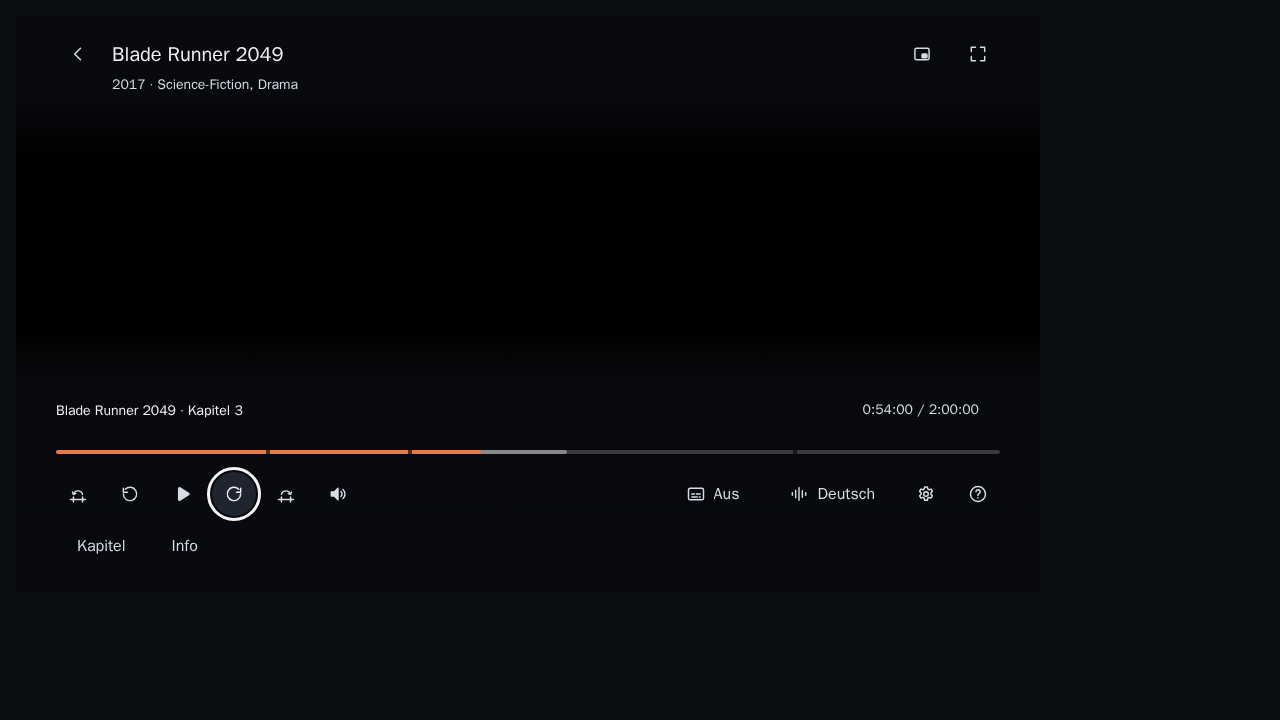 Blade Runner 2049
2017 · Science-Fiction, Drama
Blade Runner 2049 · Kapitel 3
0:54:00 / 2:00:00
Aus
Deutsch
Kapitel
Info